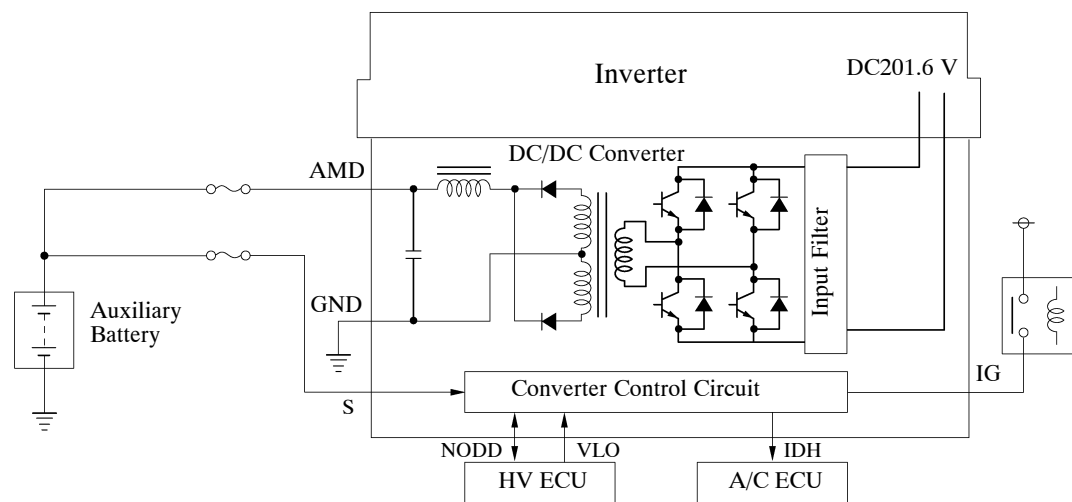 Inverter
DC201.6 V
DC/DC Converter
AMD
Input Filter
GND
Auxiliary
Battery
Converter Control Circuit
IG
S
NODD
VLO
IDH
HV ECU
A/C ECU